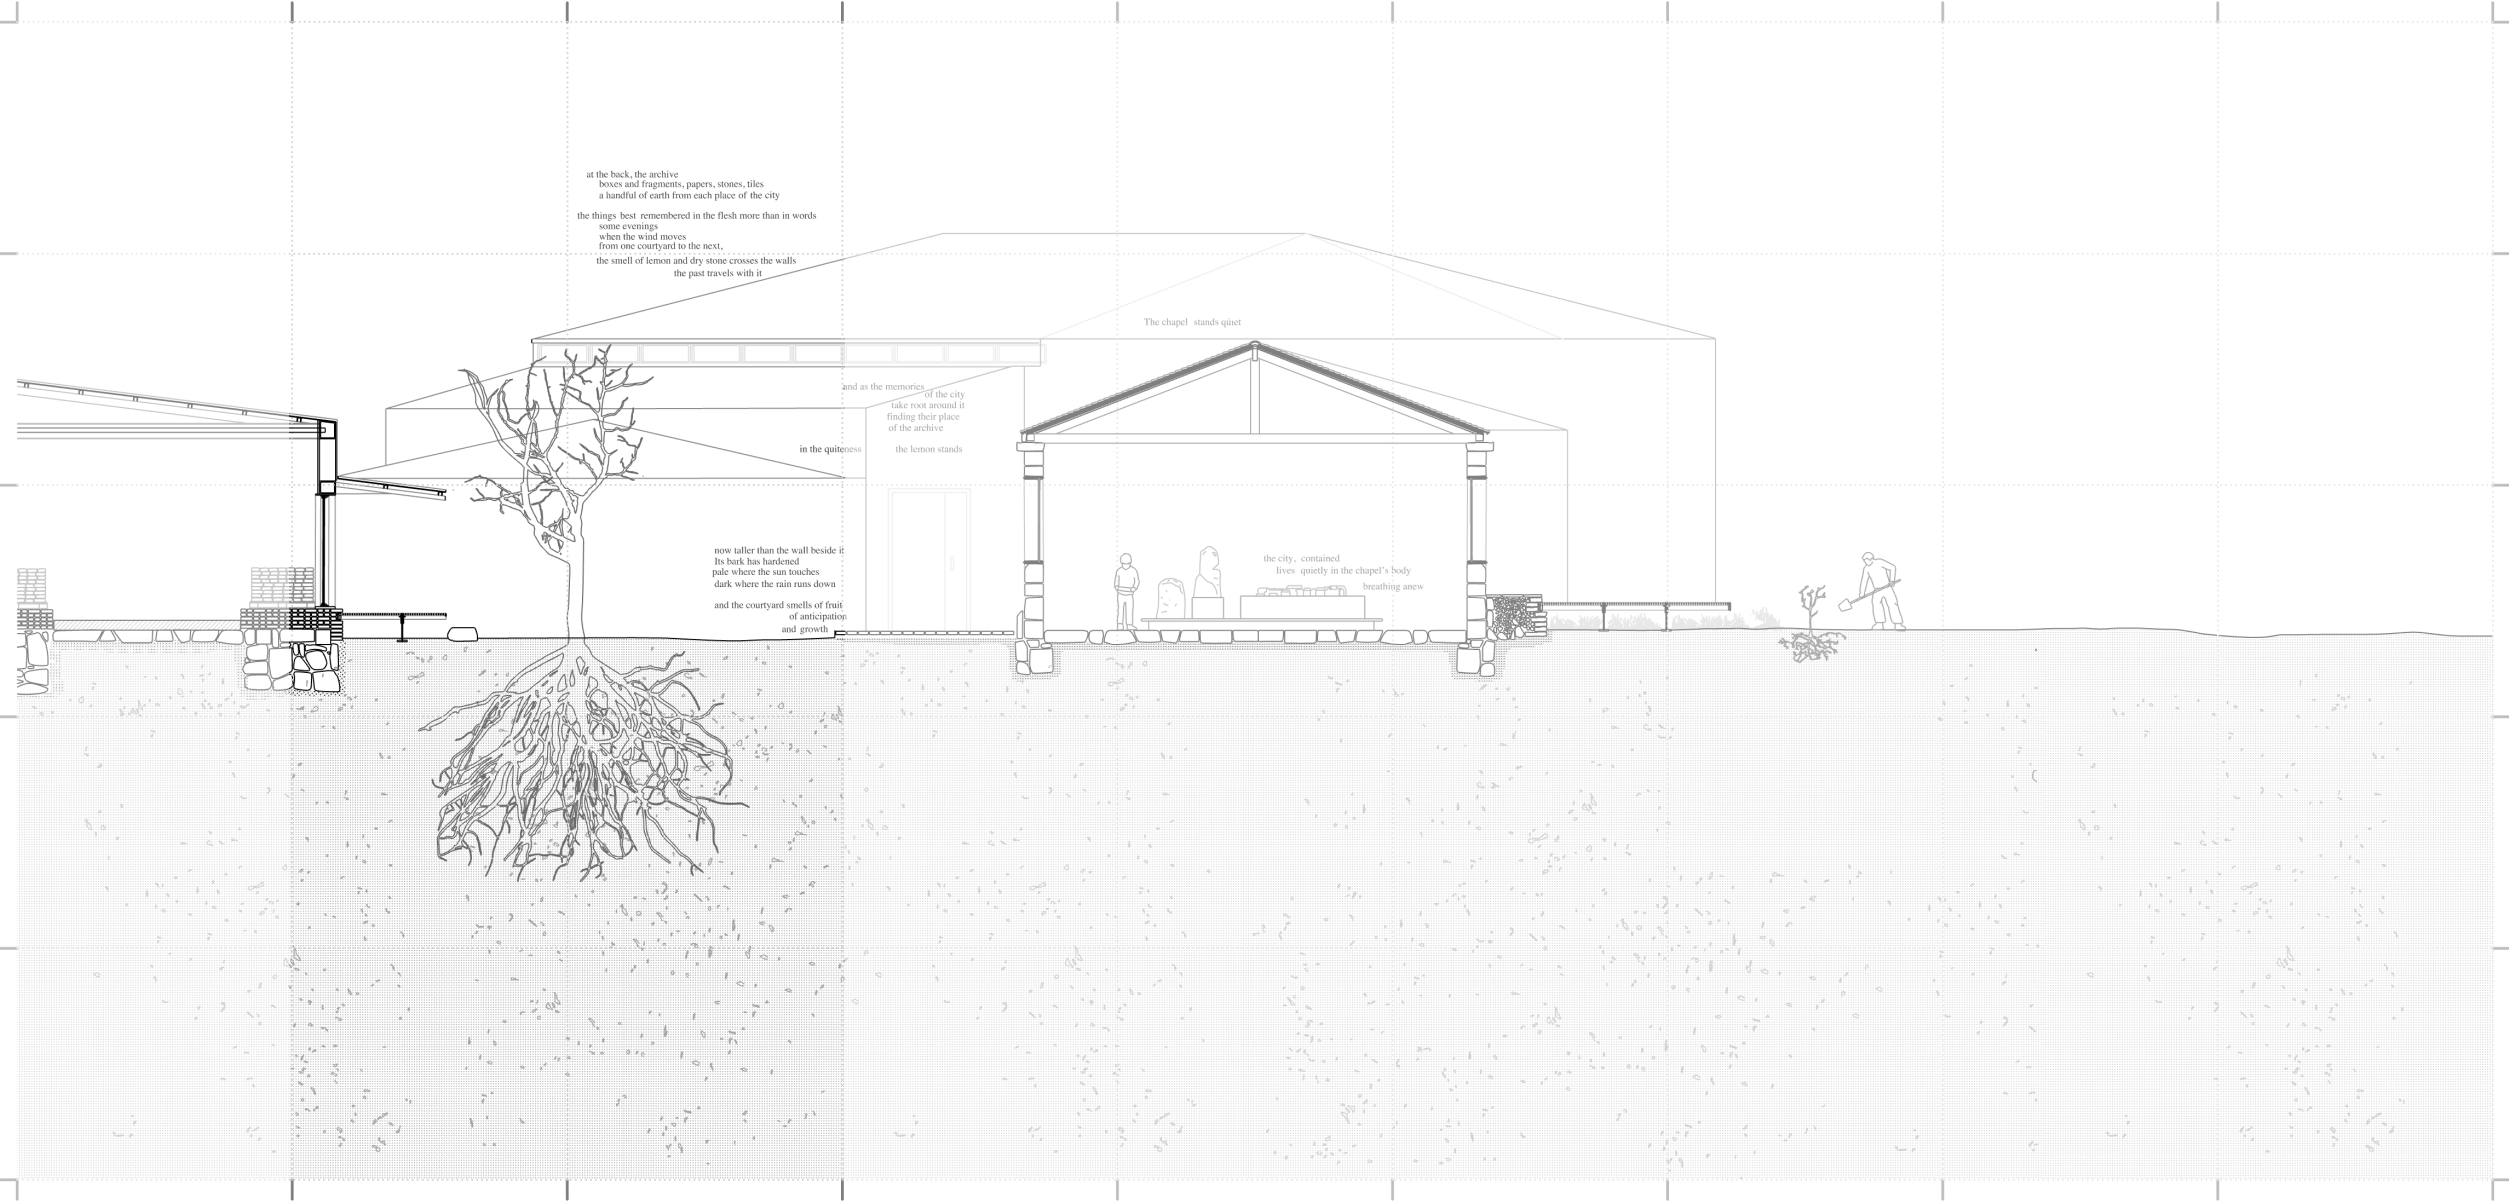 at the back, the archive
boxes and fragments, papers, stones, tiles
a handful of earth from each place of the city
the things best remembered in the flesh more than in words
some evenings
when the wind moves
from one courtyard to the next,
the smell of lemon and dry stone crosses the walls
the past travels with it
The chapel stands quiet
and as the memories
of the city
take root around it
finding their place
of the archive
in the quiteness the lemon stands
now taller than the wall beside it
Its bark has hardened
pale where the sun touches
dark where the rain runs down
and the courtyard smells of fruit
of anticipation
and growth
the city, contained
lives quietly in the chapel's body
breathing anew